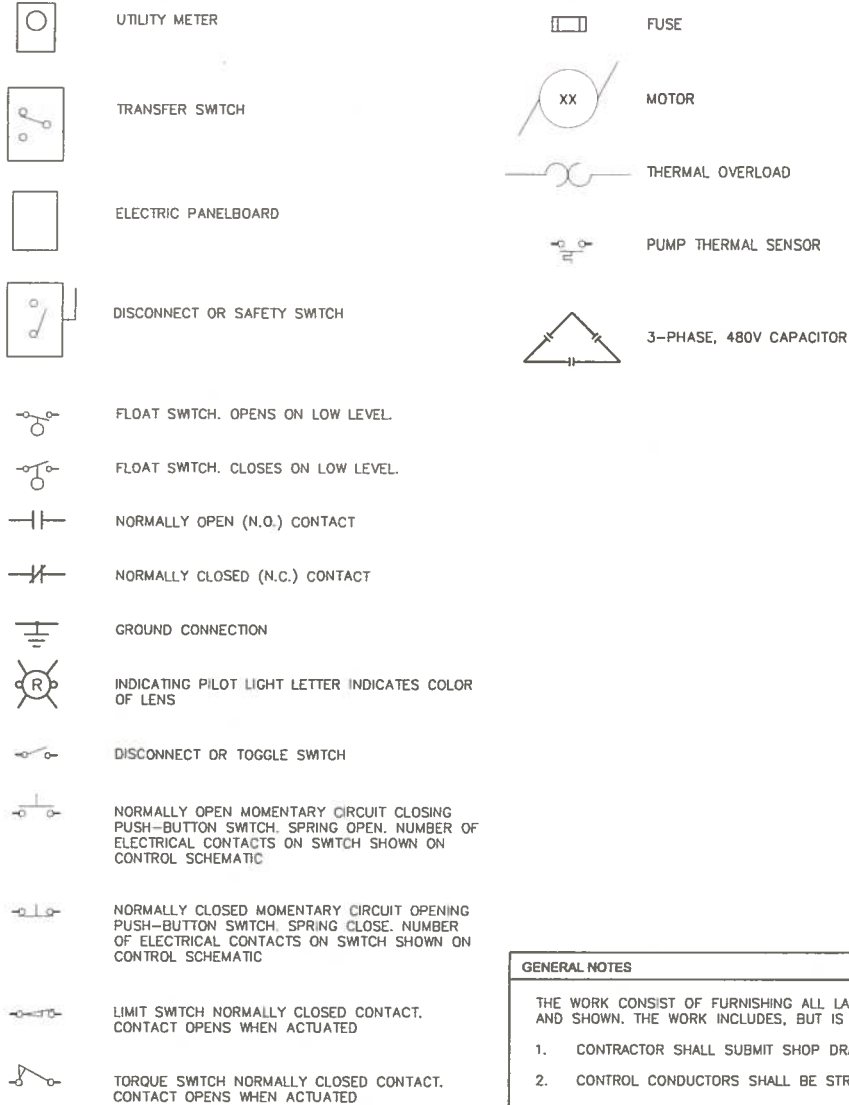 UTILITY METER
TRANSFER SWITCH
ELECTRIC PANELBOARD
DISCONNECT OR SAFETY SWITCH
FLOAT SWITCH. OPENS ON LOW LEVEL.
FLOAT SWITCH. CLOSES ON LOW LEVEL.
NORMALLY OPEN (N.O.) CONTACT
NORMALLY CLOSED (N.C.) CONTACT
GROUND CONNECTION
R
INDICATING PILOT LIGHT LETTER INDICATES COLOR
OF LENS
DISCONNECT OR TOGGLE SWITCH
NORMALLY OPEN MOMENTARY CIRCUIT CLOSING
PUSH-BUTTON SWITCH. SPRING OPEN. NUMBER OF
ELECTRICAL CONTACTS ON SWITCH SHOWN ON
CONTROL SCHEMATIC
NORMALLY CLOSED MOMENTARY CIRCUIT OPENING
PUSH-BUTTON SWITCH. SPRING CLOSE. NUMBER
OF ELECTRICAL CONTACTS ON SWITCH SHOWN ON
CONTROL SCHEMATIC
LIMIT SWITCH NORMALLY CLOSED CONTACT.
CONTACT OPENS WHEN ACTUATED
TORQUE SWITCH NORMALLY CLOSED CONTACT.
CONTACT OPENS WHEN ACTUATED
FUSE
XX
MOTOR
THERMAL OVERLOAD
PUMP THERMAL SENSOR
3-PHASE, 480V CAPACITOR
GENERAL NOTES
THE WORK CONSIST OF FURNISHING ALL LA
AND SHOWN. THE WORK INCLUDES, BUT IS
1. CONTRACTOR SHALL SUBMIT SHOP DRA
2. CONTROL CONDUCTORS SHALL BE STR